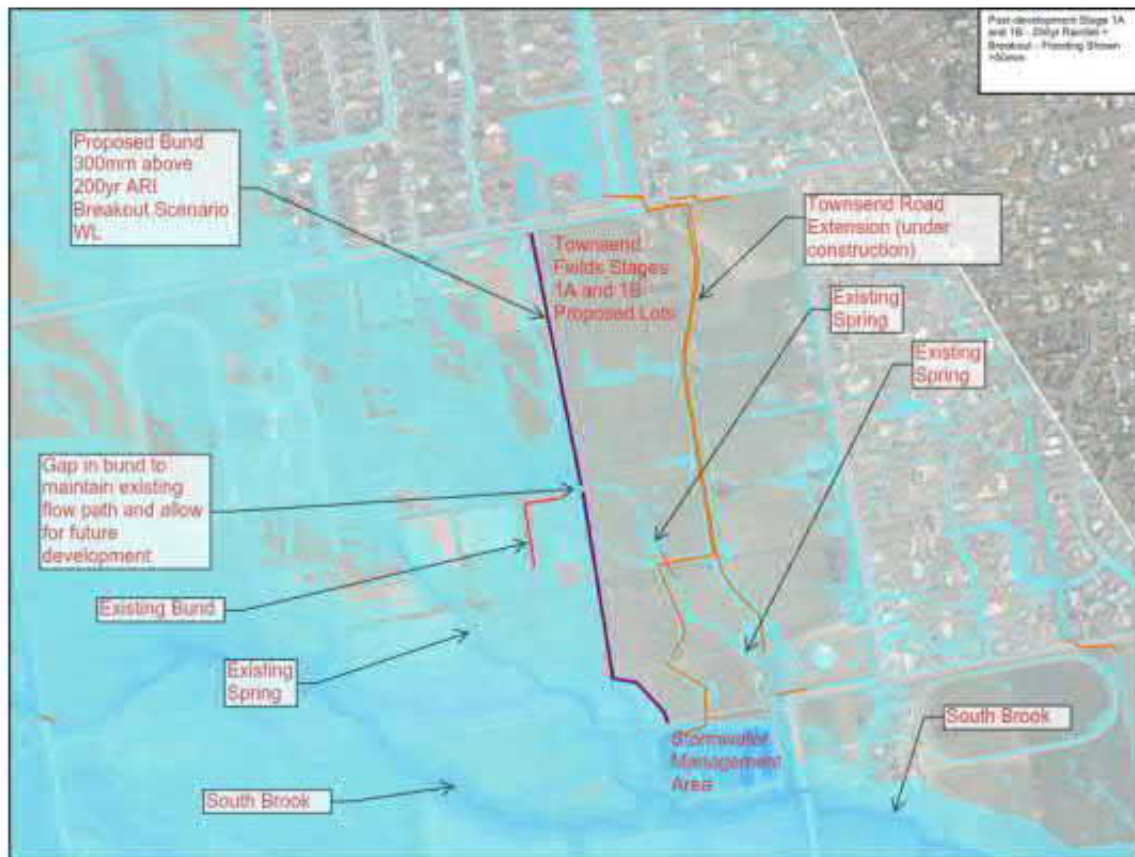 Post-development Stage 1A
and 1B - 200yr Rainfall +
Breakout - Flooding Shown
>50mm
Proposed Bund
300mm above
200yr ARI
Breakout Scenario
WL
Townsend
Fields Stages
1A and 1B
Proposed Lots
Townsend Road
Extension (under
construction)
Existing
Spring
Existing
Spring
Gap in bund to
maintain existing
flow path and allow
for future
development
Existing Bund
Existing
Spring
South Brook
Stormwater
Management
Area
South Brook